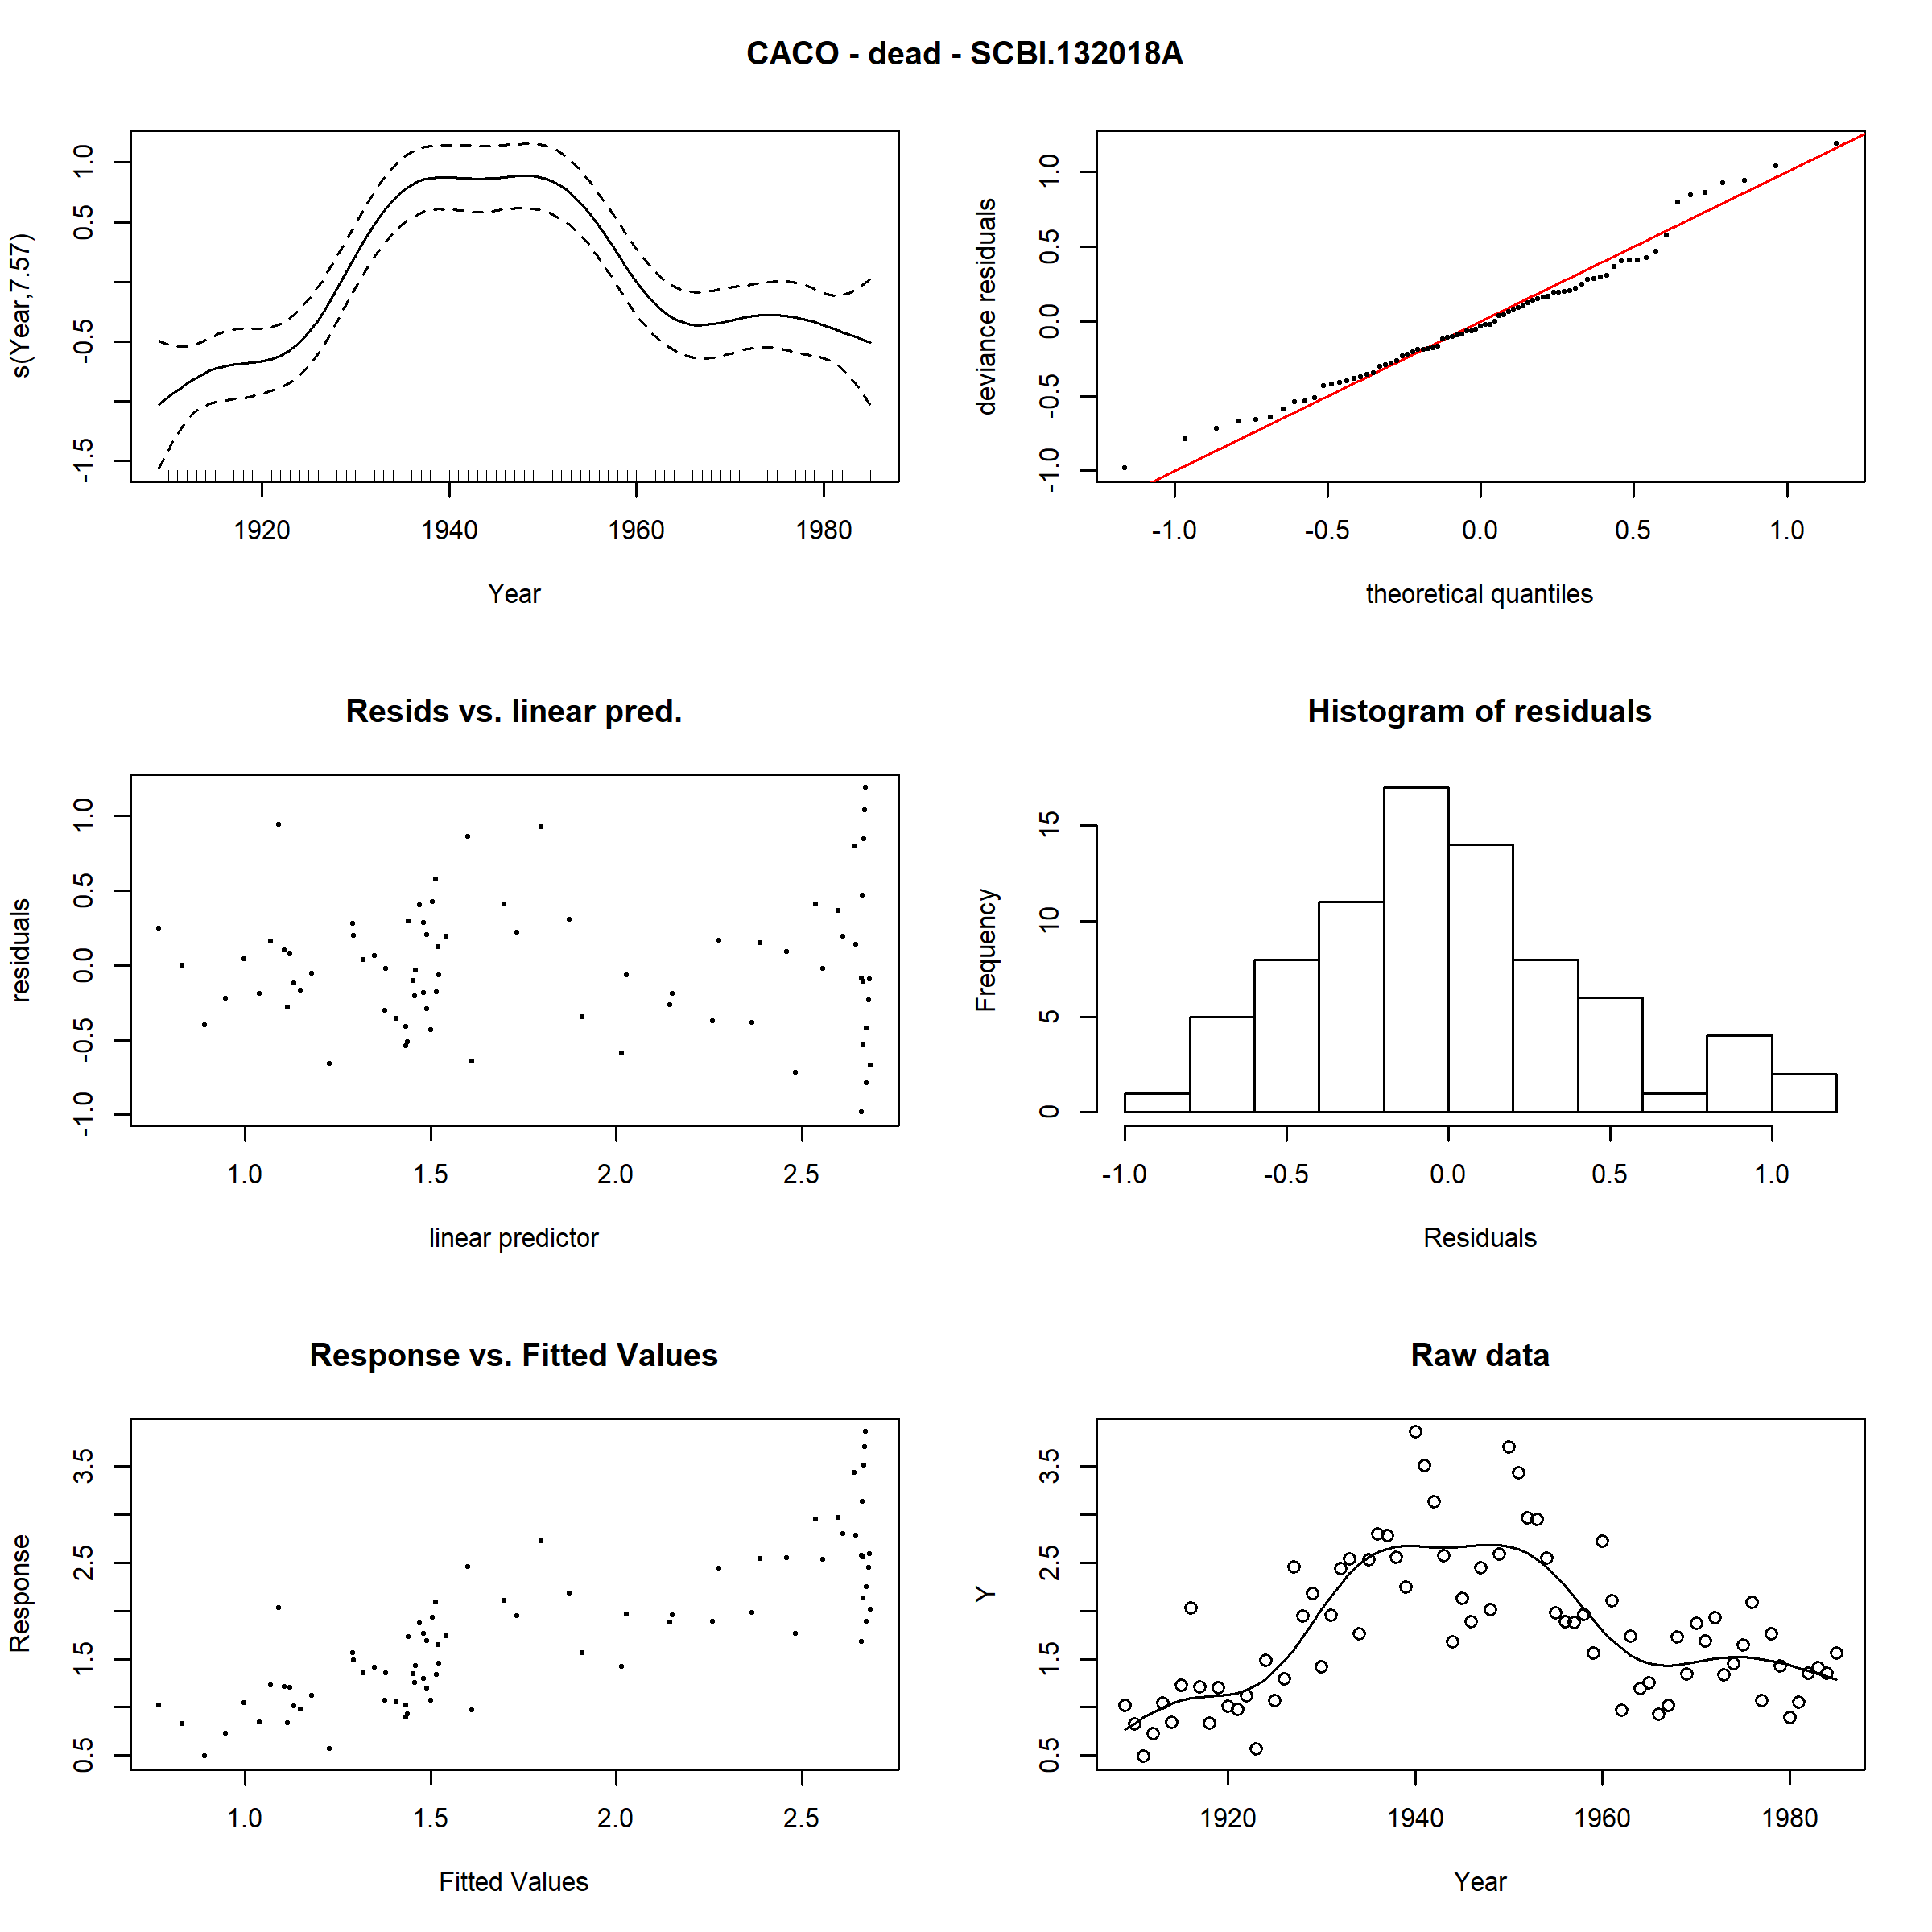 CACO - dead - SCBI.132018A
s(Year,7.57)
-1.5 -0.5 0.5 1.0
1920 1940 1960 1980
Year
deviance residuals
-1.0 -0.5 0.0 0.5 1.0
-1.0 -0.5 0.0 0.5 1.0
theoretical quantiles
Resids vs. linear pred.
residuals
-1.0 -0.5 0.0 0.5 1.0
1.0 1.5 2.0 2.5
linear predictor
Histogram of residuals
Frequency
0 5 10 15
-1.0 -0.5 0.0 0.5 1.0
Residuals
Response vs. Fitted Values
Response
0.5 1.5 2.5 3.5
1.0 1.5 2.0 2.5
Fitted Values
Raw data
Y
0.5 1.5 2.5 3.5
1920 1940 1960 1980
Year